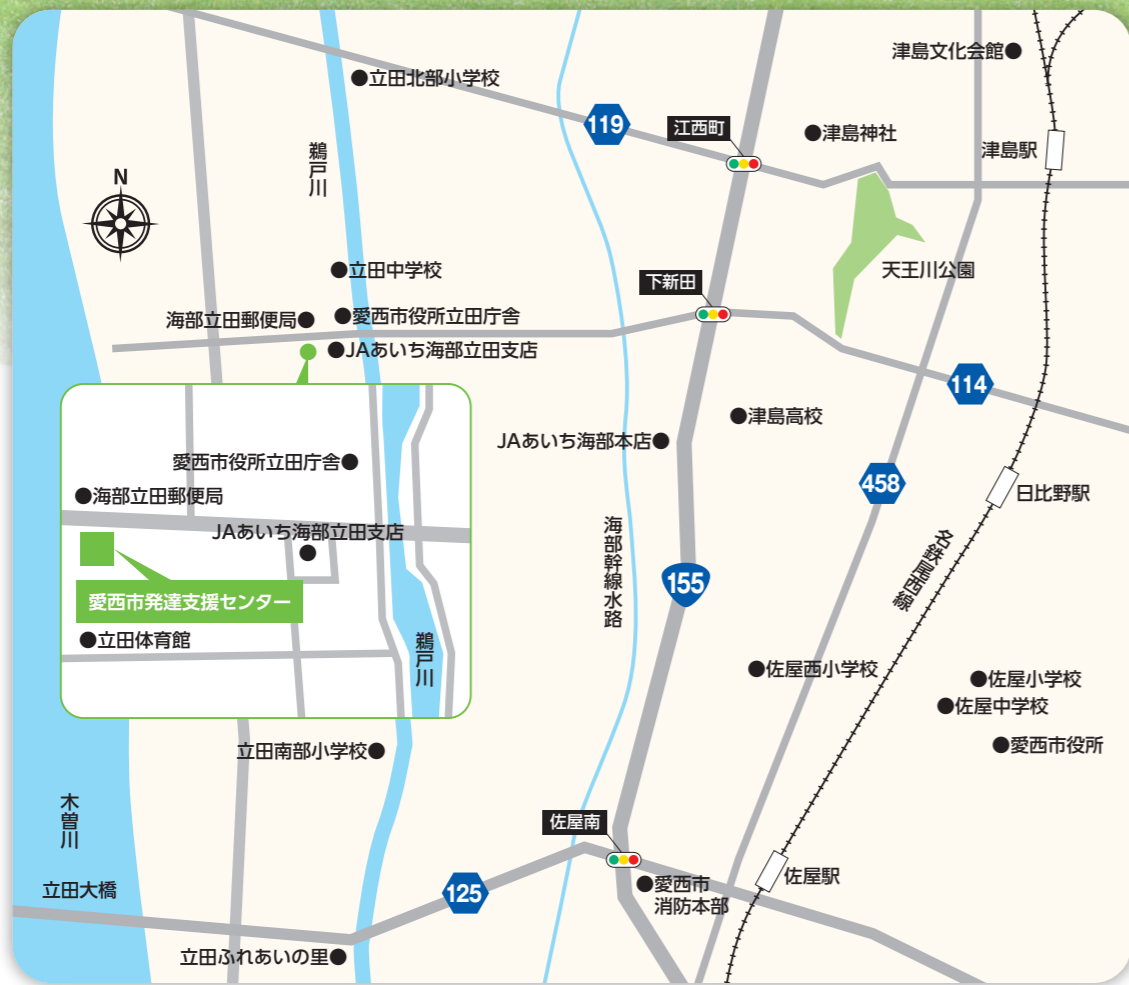 津島文化会館
立田北部小学校
119
江西町
津島神社
津島駅
鵜戸川
N
立田中学校
天王川公園
下新田
海部立田郵便局
愛西市役所立田庁舎
JAあいち海部立田支店
114
津島高校
JAあいち海部本店
愛西市役所立田庁舎
458
海部立田郵便局
日比野駅
JAあいち海部立田支店
海部幹線水路
名鉄尾西線
155
愛西市発達支援センター
立田体育館
鵜戸川
佐屋西小学校
佐屋小学校
佐屋中学校
愛西市役所
立田南部小学校
木曽川
佐屋南
佐屋駅
立田大橋
125
愛西市
消防本部
立田ふれあいの里